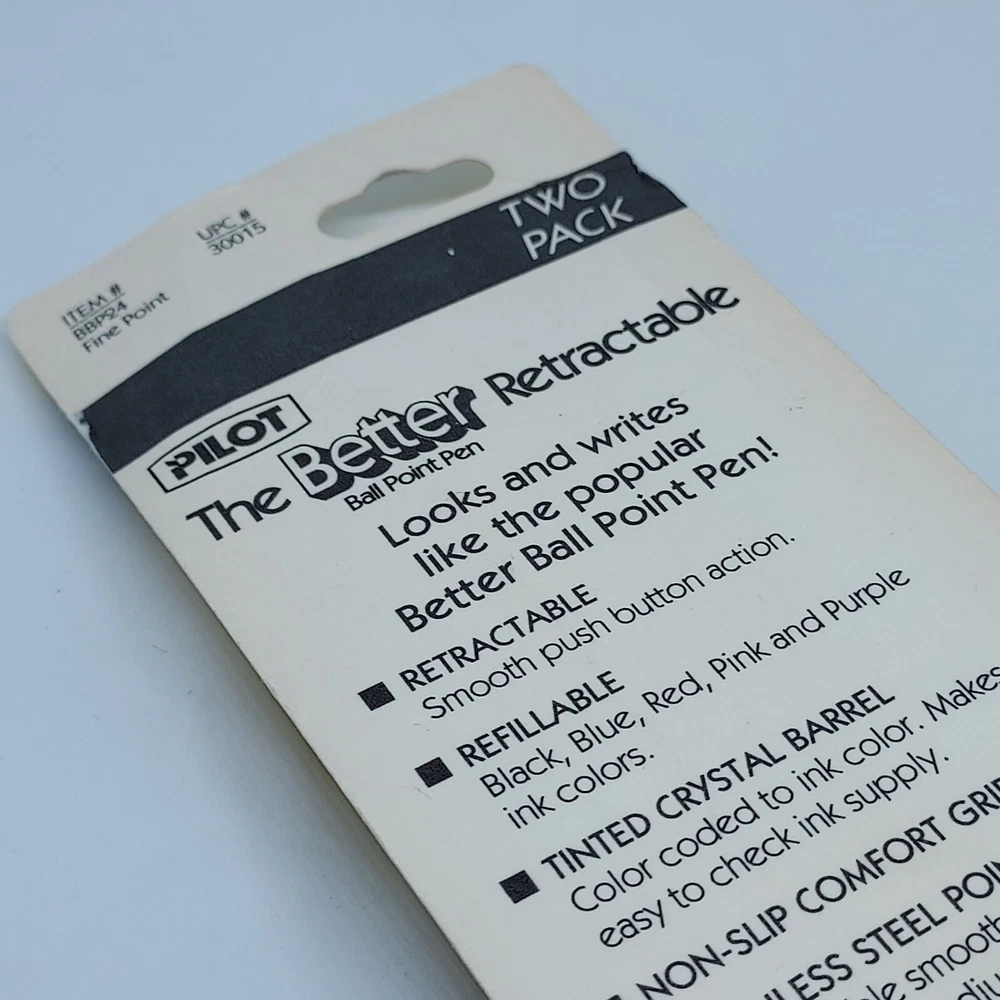 UPC #
30015
ITEM #
BBP24
Fine Point
TWO
PACK
PILOT
The Better Retractable
Ball Point Pen
Looks and writes
like the popular
Better Ball Point Pen!
RETRACTABLE
Smooth push button action.
REFILLABLE
Black, Blue, Red, Pink and Purple
ink colors.
TINTED CRYSTAL BARREL
Color coded to ink color. Makes
easy to check ink supply.
NON-SLIP COMFORT
STEEL
smooth